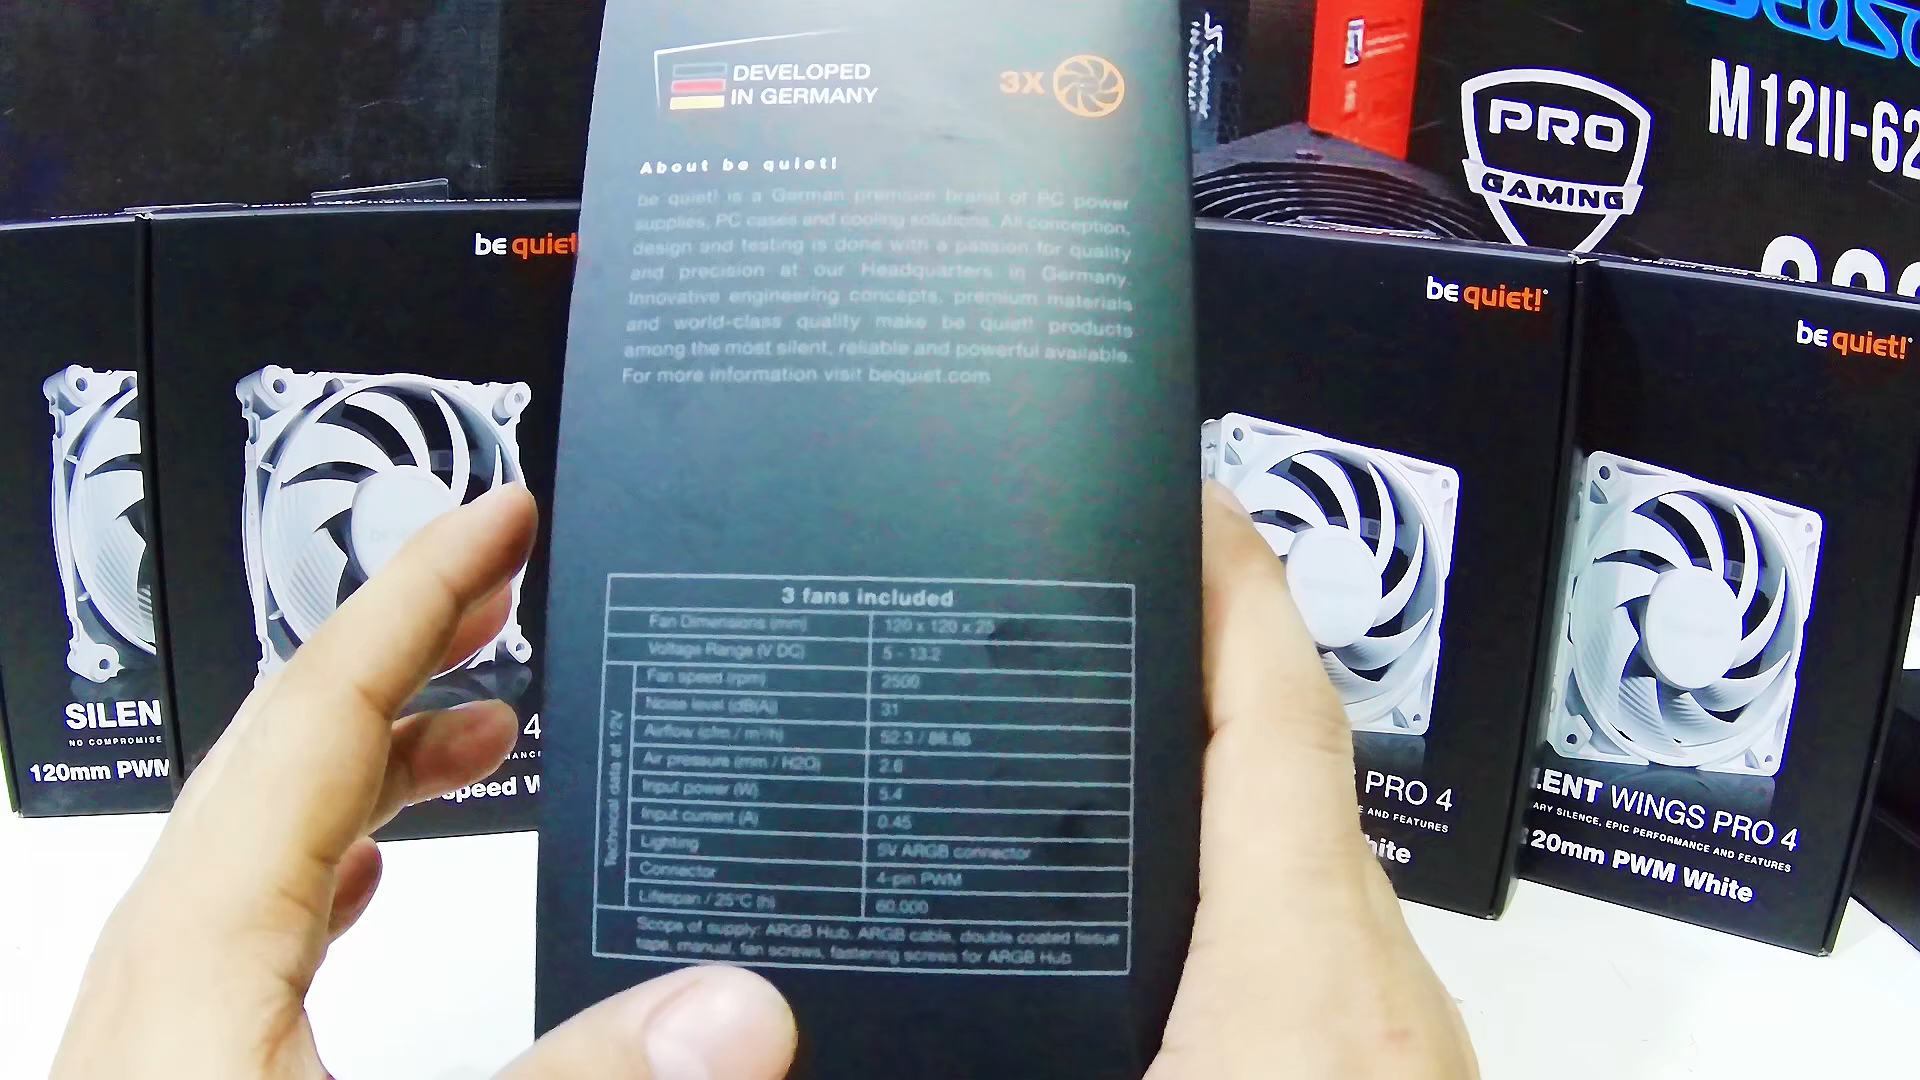 DEVELOPED
IN GERMANY
3X
About be quiet!
be quiet! is a German premium brand of PC power
supplies, PC cases and cooling solutions. All conception,
design and testing is done with a passion for quality
and precision at our Headquarters in Germany.
Innovative engineering concepts, premium materials
and world-class quality make be quiet! products
among the most silent, reliable and powerful available.
For more information visit bequiet.com
3 fans included
Fan Dimensions (mm) 120 x 120 x 25
Voltage Range (V DC) 5 - 13.2
Technical data at 12V
Fan speed (rpm) 2500
Noise level (dB(A)) 31
Airflow (cfm / m³/h) 52.3 /
Air pressure (mm / H2O) 2.6
Input power (W) 5.4
Input current (A) 0.45
Lighting 5V ARGB connector
Connector 4-pin PWM
Lifespan / 25°C (h) 60.000
Scope of supply: ARGB Hub, ARGB cable, double coated tissue
tape, manual, fan screws, fastening screws for ARGB Hub
be quiet!
SILEN
NO COMPROMISE
120mm PWM
4
speed W
be quiet!
PRO 4
E AND FEATURES
hite
be quiet!
LENT WINGS PRO 4
ARY SILENCE, EPIC PERFORMANCE AND FEATURES
120mm PWM White
PRO
GAMING
M12II-62